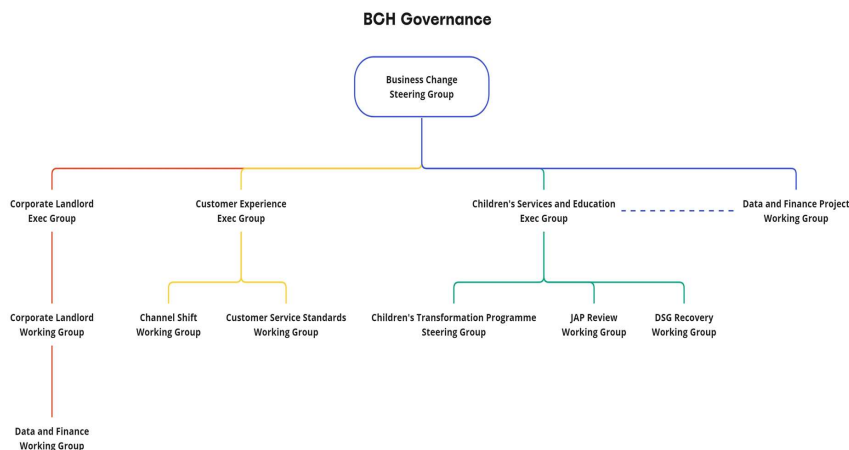 BCH Governance
Business Change
Steering Group
Corporate Landlord
Exec Group
Customer Experience
Exec Group
Children's Services and Education
Exec Group
Data and Finance Project
Working Group
Corporate Landlord
Working Group
Channel Shift
Working Group
Customer Service Standards
Working Group
Children's Transformation Programme
Steering Group
JAP Review
Working Group
DSG Recovery
Working Group
Data and Finance
Working Group